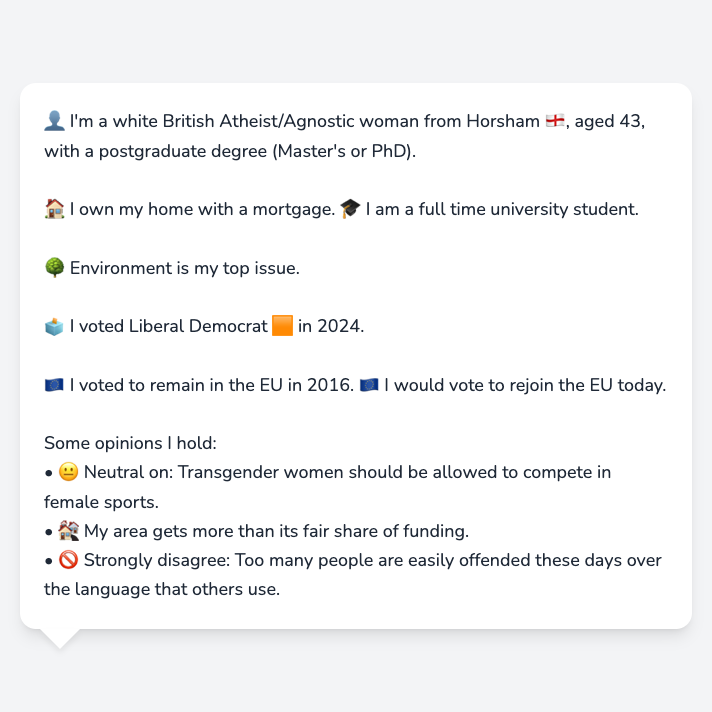 👤 I'm a white British Atheist/Agnostic woman from Horsham 🏴󠁧󠁢󠁥󠁮󠁧󠁿, aged 43,
with a postgraduate degree (Master's or PhD).
🏠 I own my home with a mortgage. 🎓 I am a full time university student.
🌳 Environment is my top issue.
🗳️ I voted Liberal Democrat 🟧 in 2024.
🇪🇺 I voted to remain in the EU in 2016. 🇪🇺 I would vote to rejoin the EU today.
Some opinions I hold:
• 😐 Neutral on: Transgender women should be allowed to compete in
female sports.
• 🏘️ My area gets more than its fair share of funding.
• 🚫 Strongly disagree: Too many people are easily offended these days over
the language that others use.